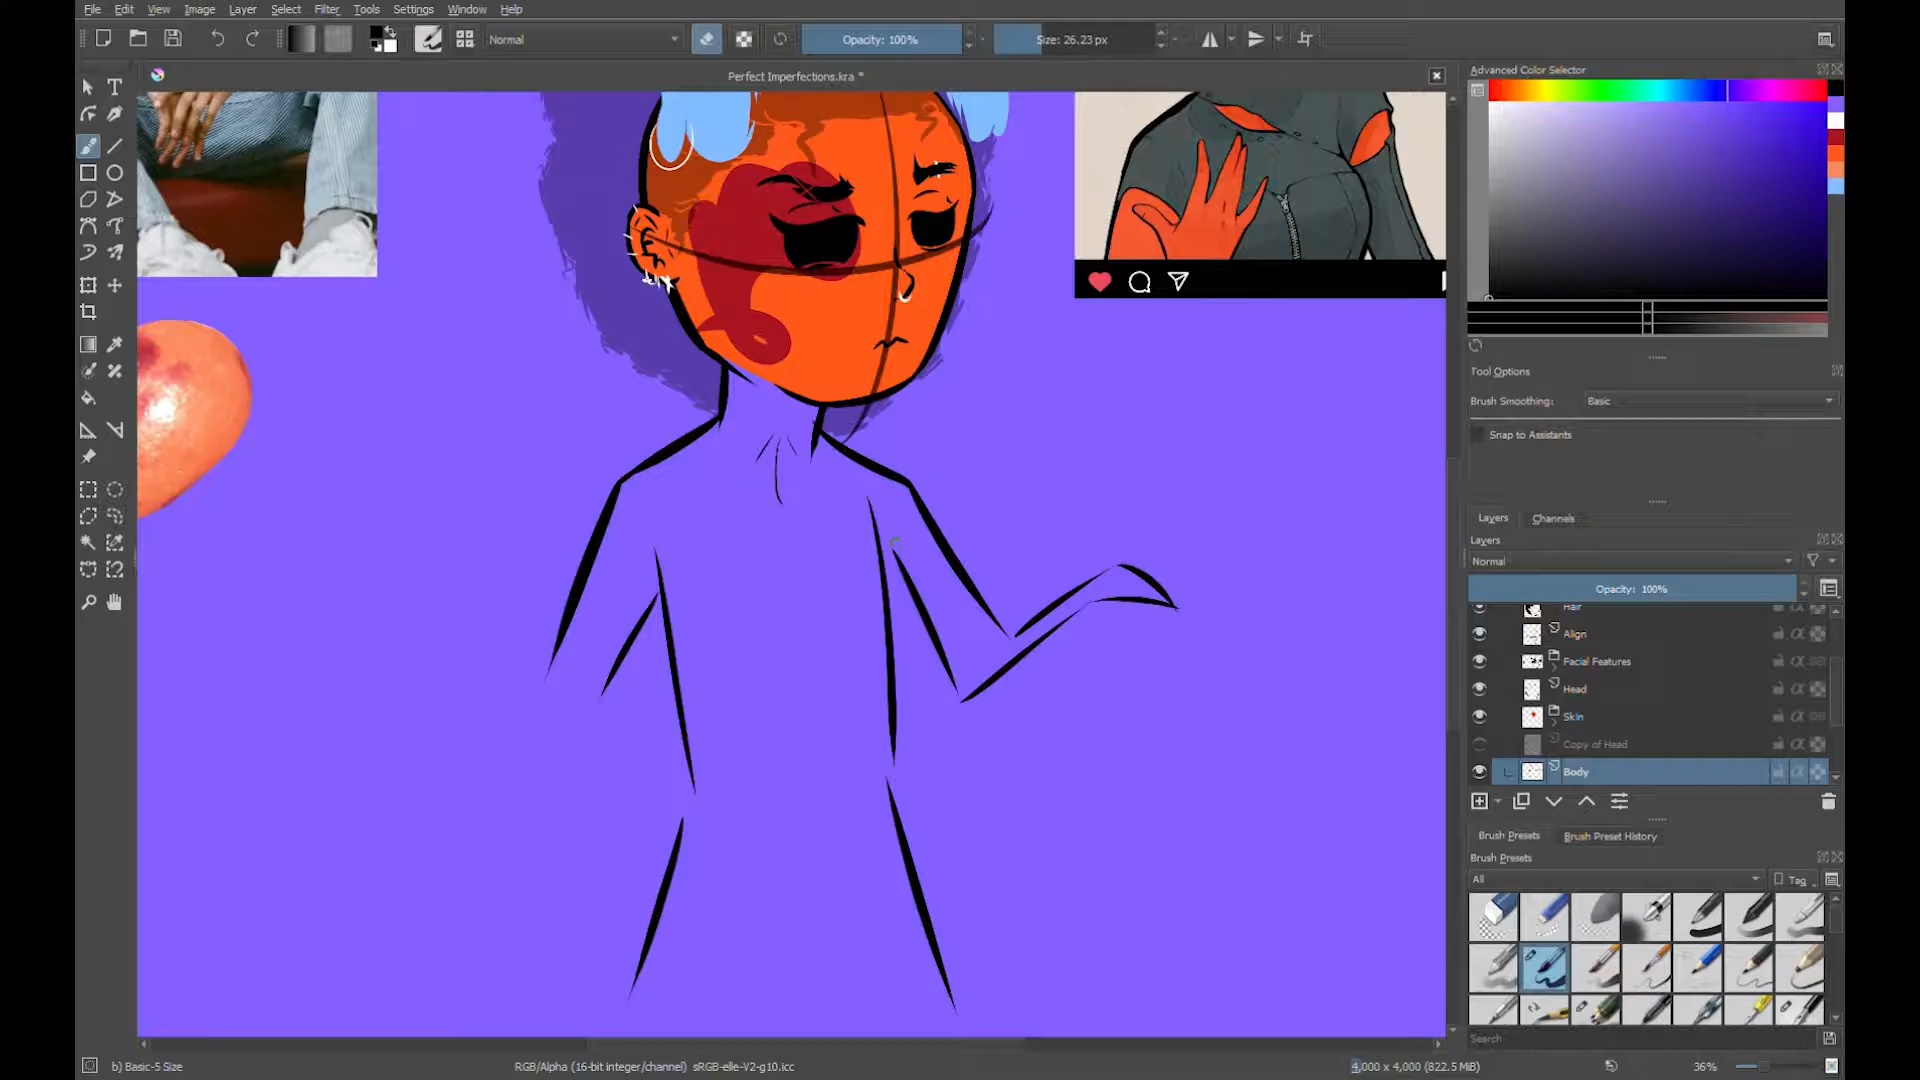 File Edit View Image Layer Select Filter Tools Settings Window Help
Normal
Opacity: 100%
Size: 26.23 px
Perfect Imperfections.kra *
Advanced Color Selector
Tool Options
Brush Smoothing: Basic
Snap to Assistants
Layers Channels
Layers
Normal
Opacity: 100%
Hair
Align
Facial Features
Head
Skin
Copy of Head
Body
Brush Presets Brush Preset History
Brush Presets
All Tag
Search
b) Basic-5 Size
RGB/Alpha (16-bit integer/channel) sRGB-elle-V2-g10.icc
4,000 x 4,000 (822.5 MiB)
36%